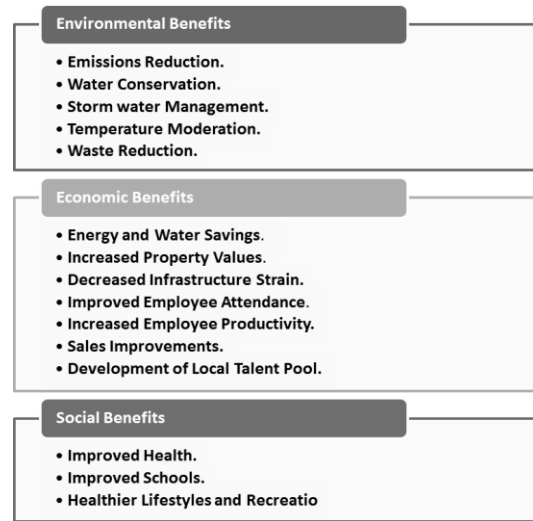 Environmental Benefits
• Emissions Reduction.
• Water Conservation.
• Storm water Management.
• Temperature Moderation.
• Waste Reduction.
Economic Benefits
• Energy and Water Savings.
• Increased Property Values.
• Decreased Infrastructure Strain.
• Improved Employee Attendance.
• Increased Employee Productivity.
• Sales Improvements.
• Development of Local Talent Pool.
Social Benefits
• Improved Health.
• Improved Schools.
• Healthier Lifestyles and Recreatio